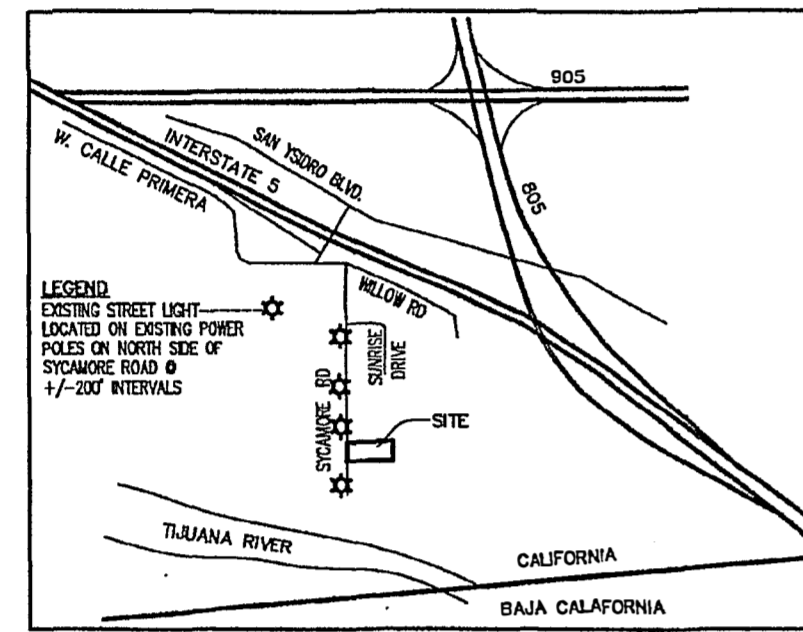 905
SAN YSIDRO BLVD.
INTERSTATE 5
W. CALLE PRIMERA
805
LEGEND
EXISTING STREET LIGHT
LOCATED ON EXISTING POWER
POLES ON NORTH SIDE OF
SYCAMORE ROAD @
+/-200' INTERVALS
WILLOW RD
SUNRISE
DRIVE
SYCAMORE RD
SITE
TIJUANA RIVER
CALIFORNIA
BAJA CALAFORNIA